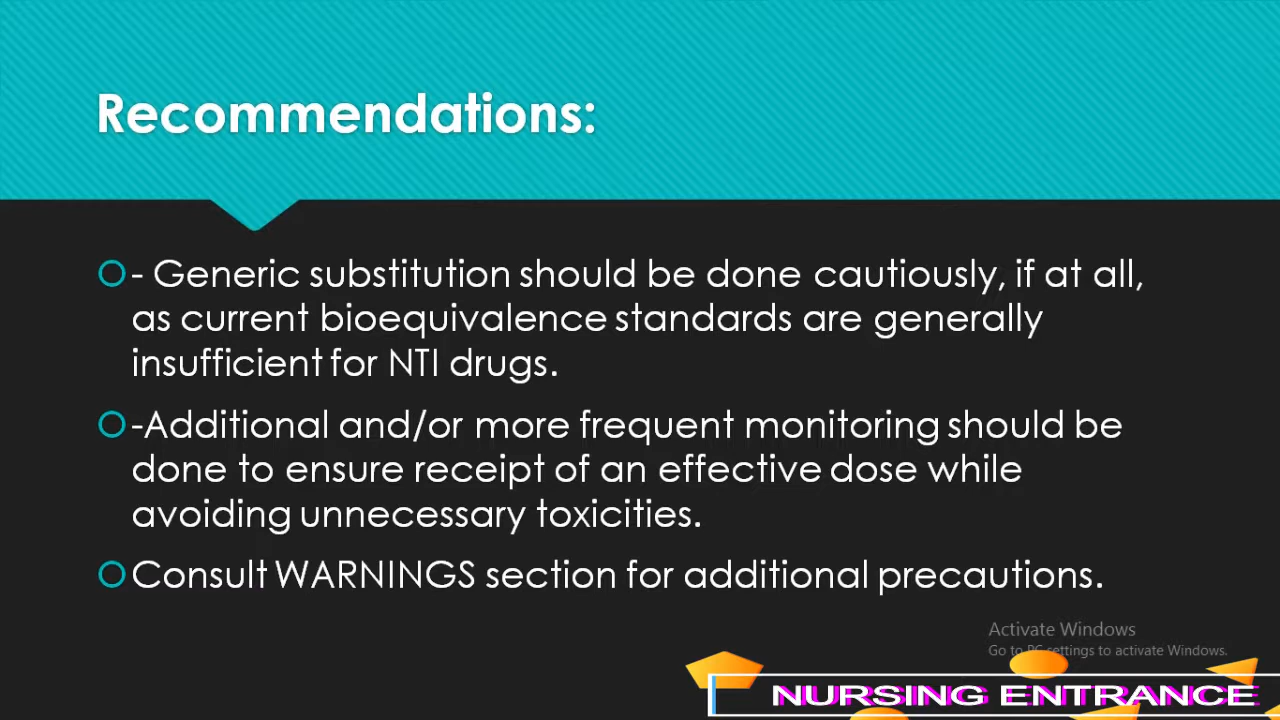 Recommendations:
- Generic substitution should be done cautiously, if at all,
as current bioequivalence standards are generally
insufficient for NTI drugs.
-Additional and/or more frequent monitoring should be
done to ensure receipt of an effective dose while
avoiding unnecessary toxicities.
Consult WARNINGS section for additional precautions.
Activate Windows
Go to PC settings to activate Windows.
NURSING ENTRANCE